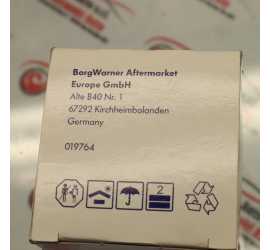 BorgWarner Aftermarket
Europe GmbH
Alte B40 Nr. 1
67292 Kirchheimbolanden
Germany
019764
2